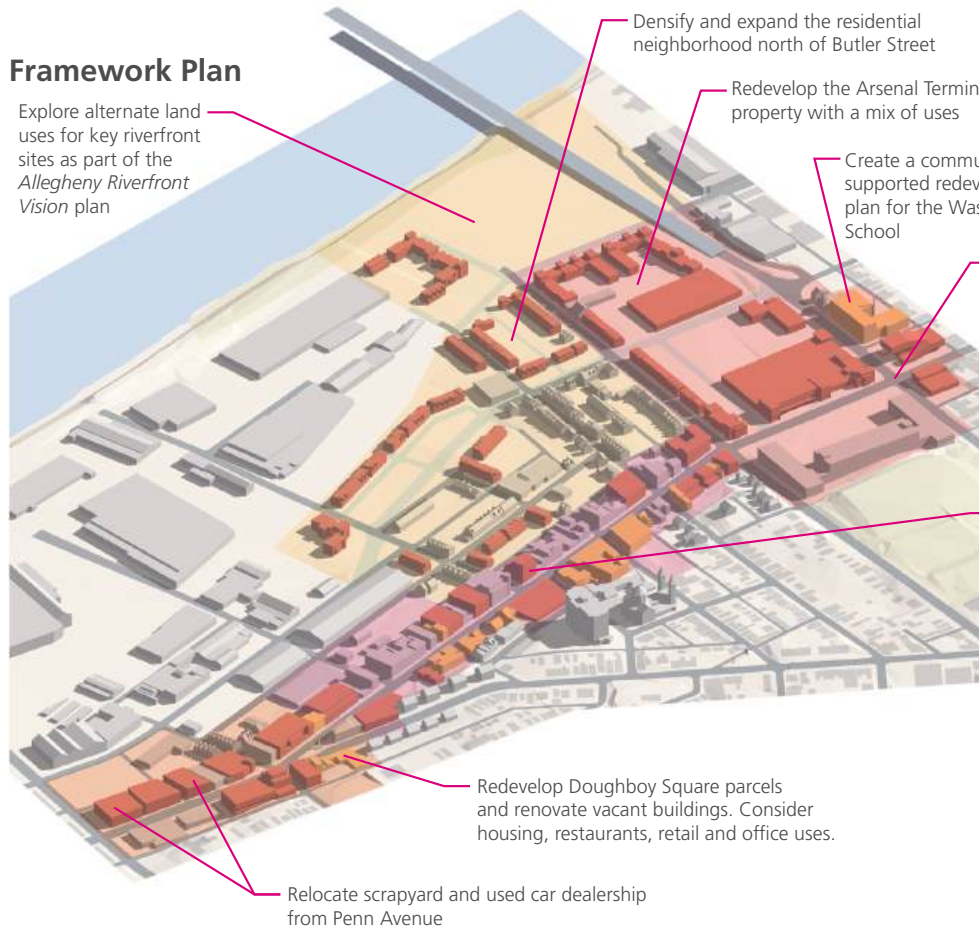 Framework Plan
Explore alternate land
uses for key riverfront
sites as part of the
Allegheny Riverfront
Vision plan
Densify and expand the residential
neighborhood north of Butler Street
Redevelop the Arsenal Termin
property with a mix of uses
Create a commu
supported redev
plan for the Was
School
Redevelop Doughboy Square parcels
and renovate vacant buildings. Consider
housing, restaurants, retail and office uses.
Relocate scrapyard and used car dealership
from Penn Avenue